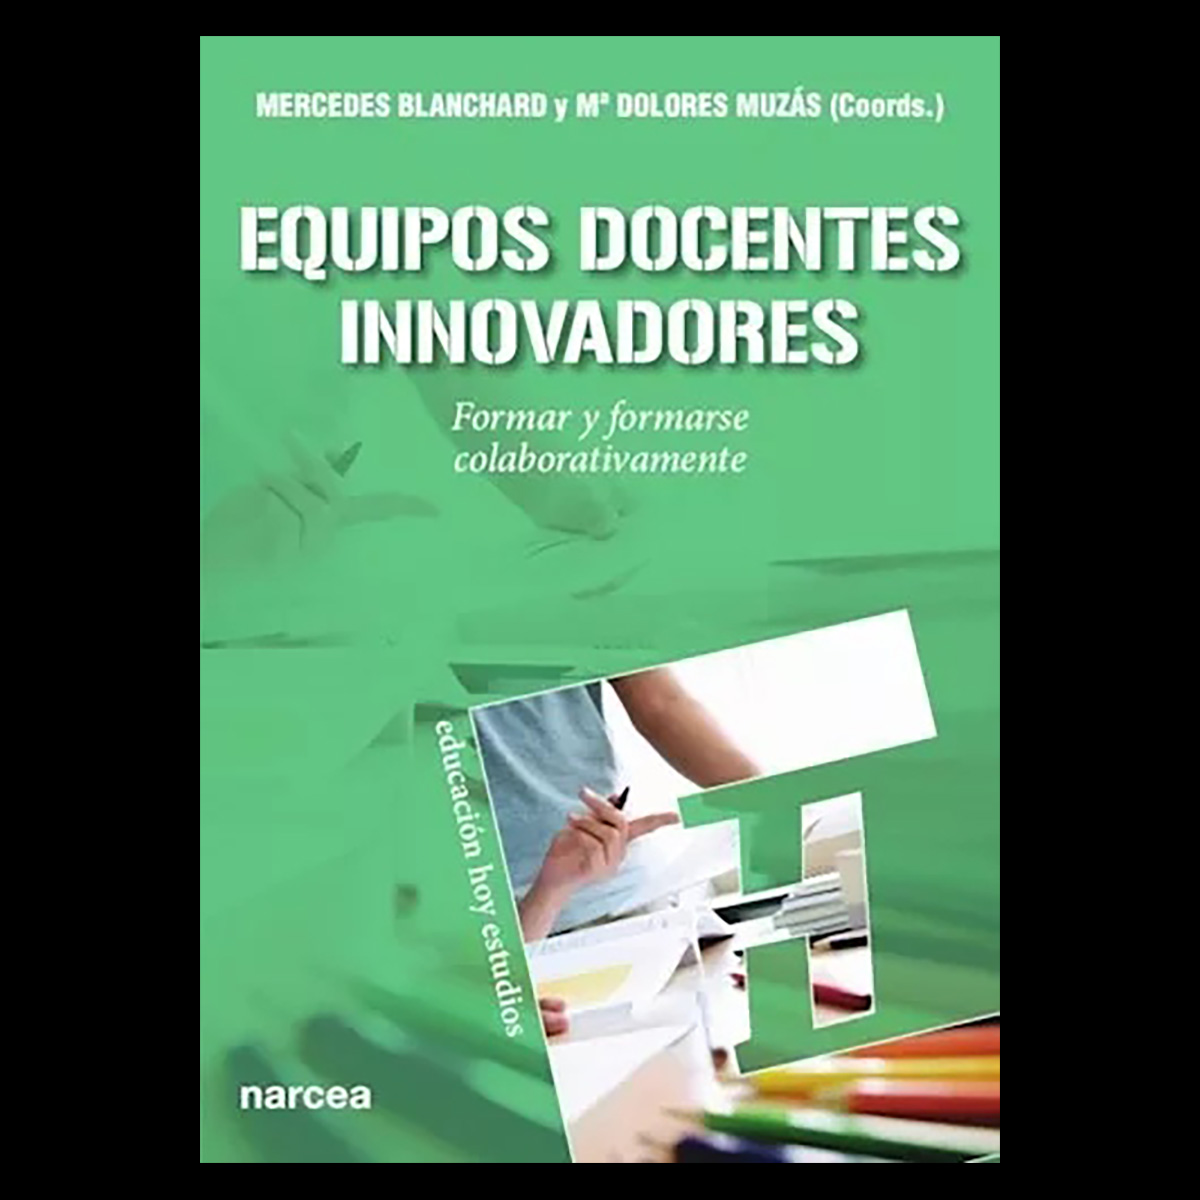 MERCEDES BLANCHARD y Mª DOLORES MUZÁS (Coords.)
EQUIPOS DOCENTES
INNOVADORES
Formar y formarse
colaborativamente
educación hoy estudios
narcea